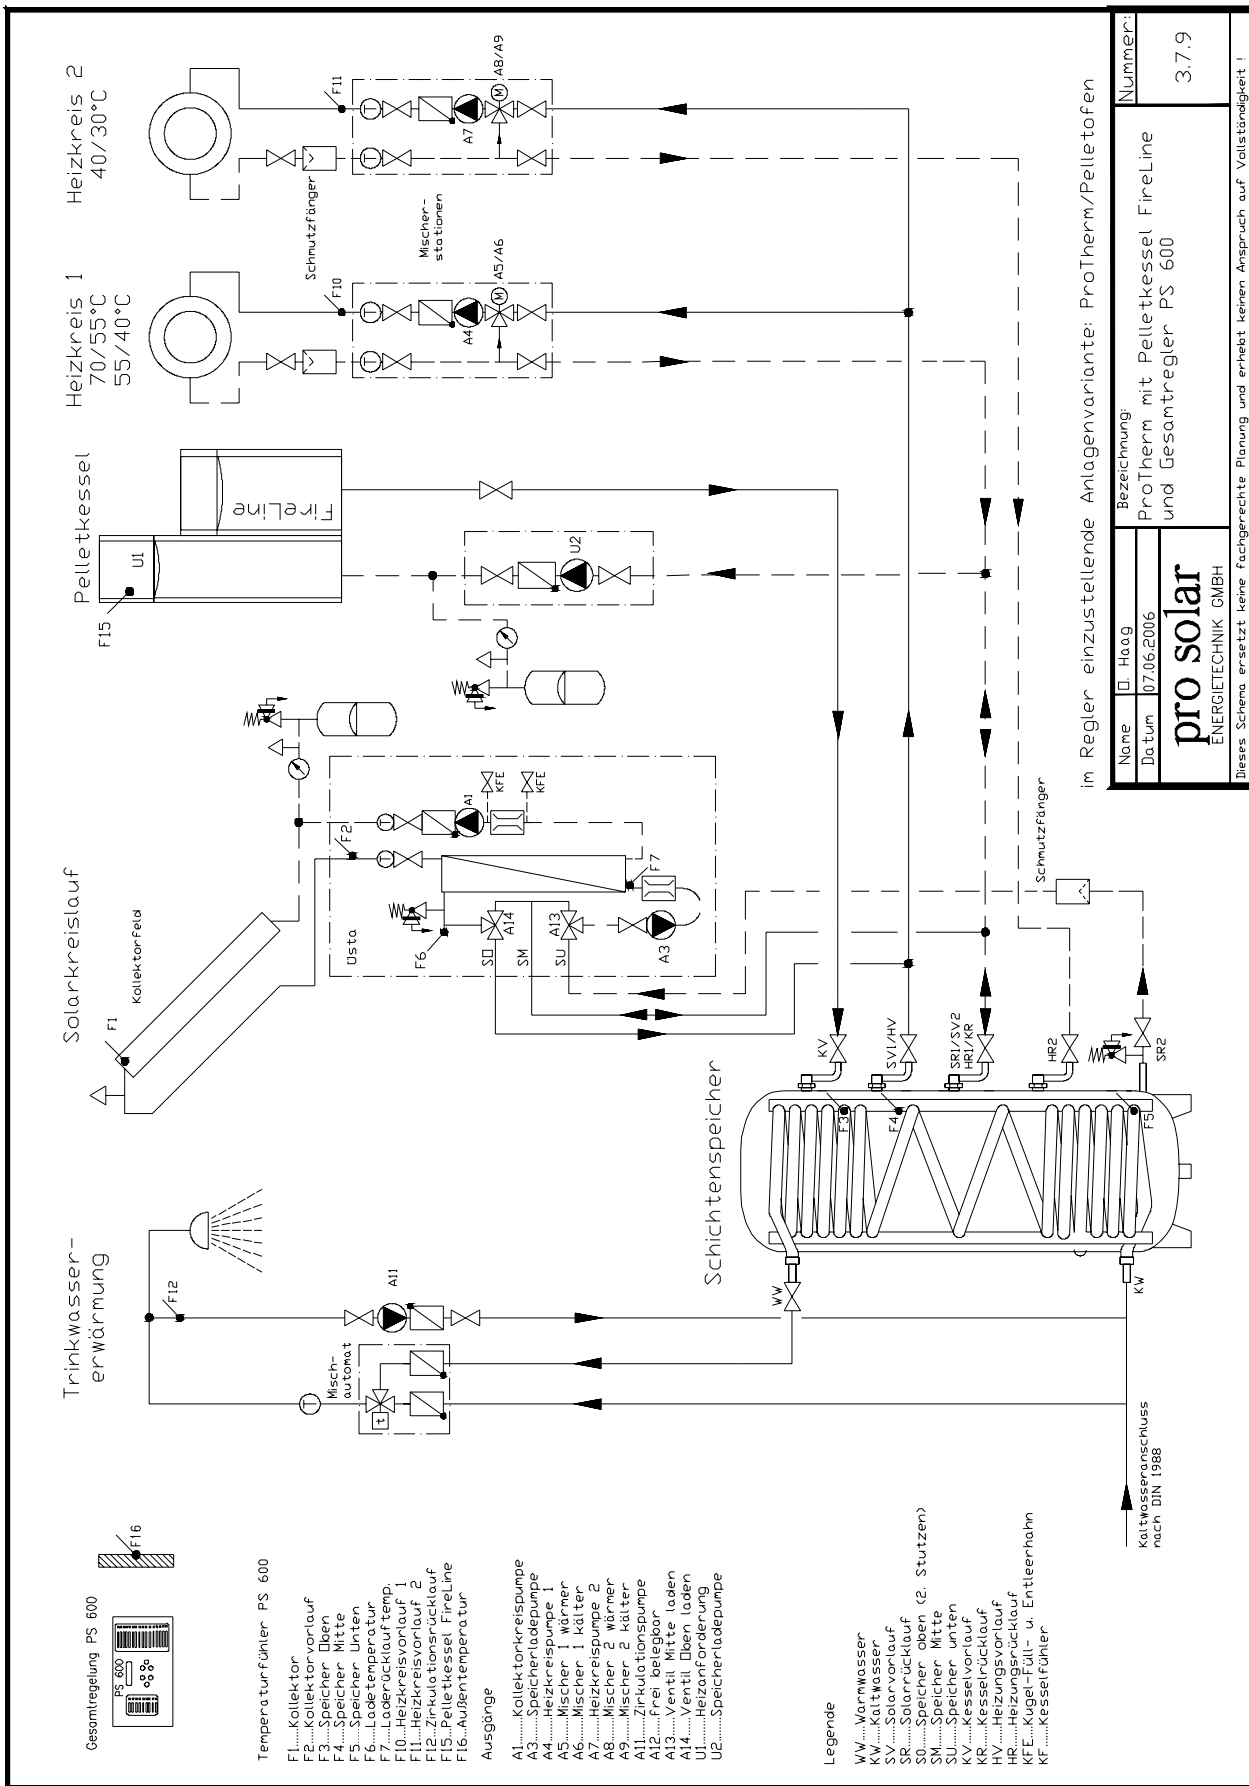 Gesamtregelung PS 600
PS 600
F16
Temperaturfühler PS 600
F1.....Kollektor
F2.....Kollektorvorlauf
F3.....Speicher Oben
F4.....Speicher Mitte
F5.....Speicher Unten
F6.....Ladetemperatur
F7.....Laderücklauftemp.
F10...Heizkreisvorlauf 1
F11...Heizkreisvorlauf 2
F12...Zirkulationsrücklauf
F15...Pelletkessel FireLine
F16...Außentemperatur
Ausgänge
A1.....Kollektorkreispumpe
A3.....Speicherladepumpe
A4.....Heizkreispumpe 1
A5.....Mischer 1 wärmer
A6.....Mischer 1 kälter
A7.....Heizkreispumpe 2
A8.....Mischer 2 wärmer
A9.....Mischer 2 kälter
A11....Zirkulationspumpe
A12...frei belegbar
A13...Ventil Mitte laden
A14...Ventil Oben laden
U1.....Heizanforderung
U2.....Speicherladepumpe
Legende
WW....Warmwasser
KW....Kaltwasser
SV....Solarvorlauf
SR....Solarrücklauf
SO....Speicher oben (2. Stutzen)
SM....Speicher Mitte
SU....Speicher unten
KV....Kesselvorlauf
KR....Kesselrücklauf
HV....Heizungsvorlauf
HR....Heizungsrücklauf
KFE...Kugel-Füll- u. Entleerhahn
KF....Kesselfühler
Trinkwasser-
erwärmung
F12
A11
Misch-
automat
T
t
WW
KW
Kaltwasseranschluss
nach DIN 1988
Schichtenspeicher
F3
F4
F5
KV
SV1/HV
SR1/SV2
HR1/KR
HR2
SR2
Schmutzfänger
Solarkreislauf
Kollektorfeld
F1
F2
Usta
T
T
A1
KFE
KFE
F6
F7
A14
A13
A3
SO
SM
SU
Pelletkessel
F15
U1
FireLine
U2
Heizkreis 1
70/55°C
55/40°C
F10
T
T
A4
M
A5/A6
Schmutzfänger
Mischer-
stationen
Heizkreis 2
40/30°C
F11
T
T
A7
M
A8/A9
im Regler einzustellende Anlagenvariante: ProTherm/Pelletofen
Name
O. Haag
Datum
07.06.2006
pro solar
ENERGIETECHNIK GMBH
Bezeichnung:
ProTherm mit Pelletkessel FireLine
und Gesamtregler PS 600
Nummer:
3.7.9
Dieses Schema ersetzt keine fachgerechte Planung und erhebt keinen Anspruch auf Vollständigkeit !